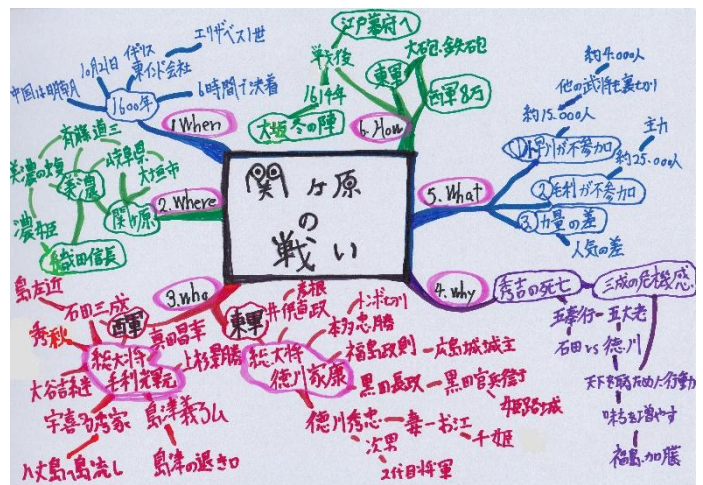 関ヶ原
の
戦い
1.When
1600年
中国は明時代
10月21日
イギリス
東インド会社
エリザベス1世
6時間で決着
2.Where
関ヶ原
岐阜県
大垣市
美濃
斉藤道三
濃姫
織田信長
3.who
西軍
総大将
毛利輝元
石田三成
島左近
秀秋
大谷吉継
宇喜多秀家
八丈島へ島流し
島津義弘
島津の退き口
真田昌幸
上杉景勝
東軍
総大将
徳川家康
井伊直政
彦根
本多忠勝
トンボきり
福島政則
広島城城主
黒田長政
黒田官兵衛
姫路城
徳川秀忠
妻
お江
千姫
次男
2代目将軍
4.why
秀吉の死亡
三成の危機感
五奉行
五大老
石田vs徳川
味方を増やす
福島、加藤
5.What
①小早川が不参加
約15.000人
他の武将も裏切り
約4.000人
②毛利が不参加
約25.000人
主力
③力量の差
人気の差
6.How
戦後
江戸幕府へ
1614年
大坂冬の陣
東軍
大砲・鉄砲
西軍8万